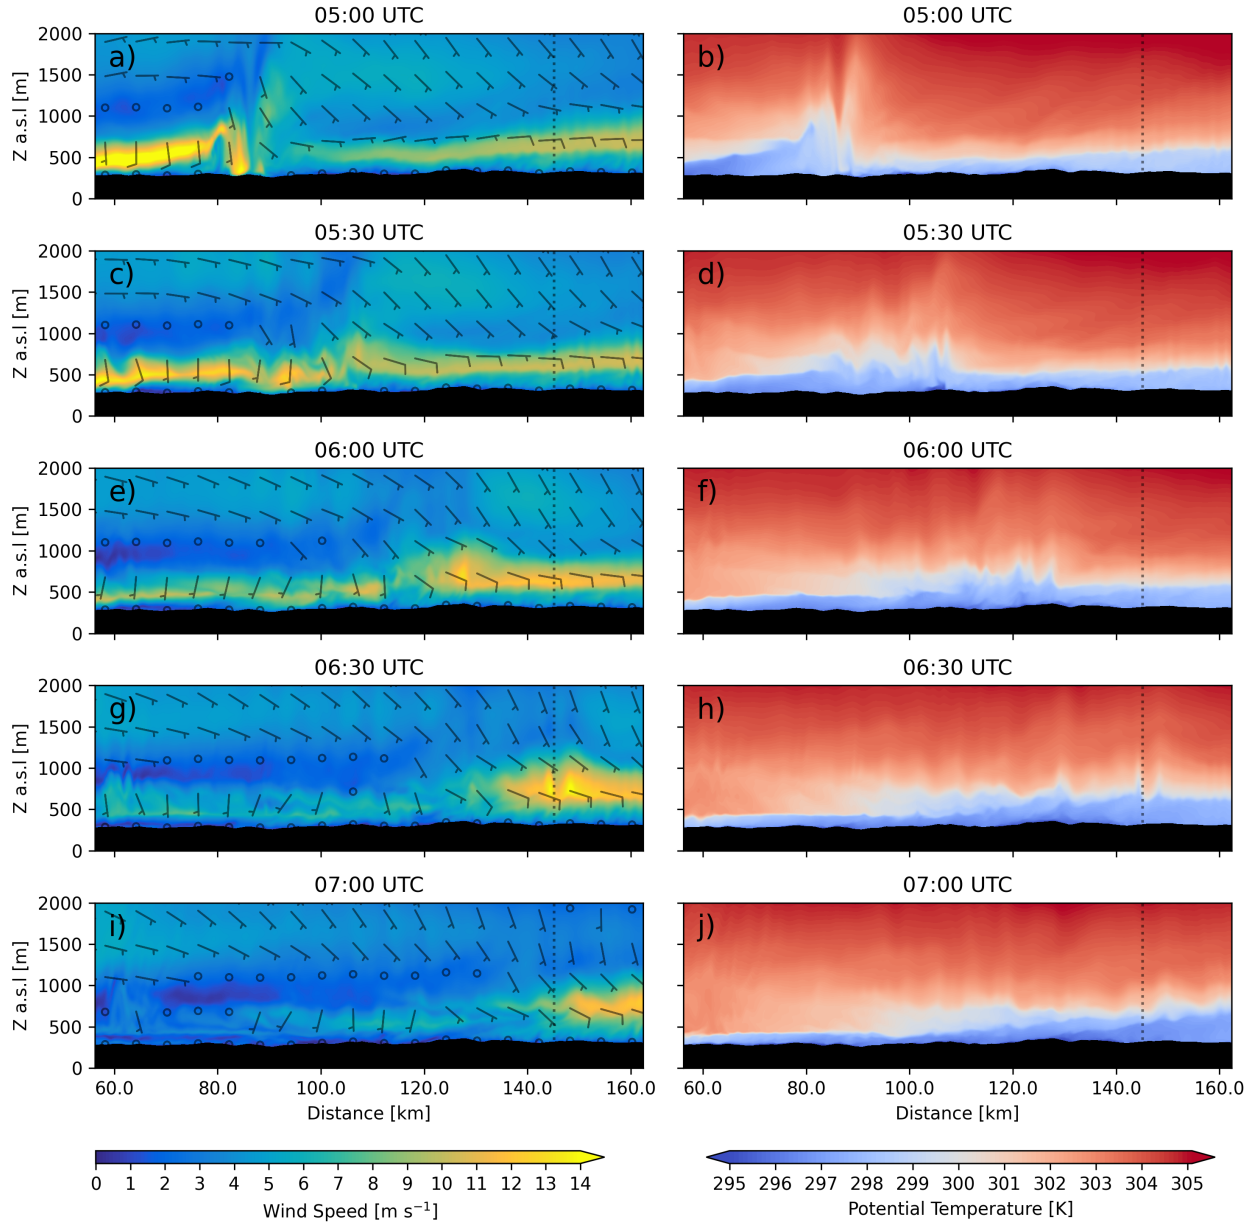 05:00 UTC
05:00 UTC
a)
b)
2000
1500
1000
500
0
Z a.s.l [m]
05:30 UTC
05:30 UTC
c)
d)
2000
1500
1000
500
0
Z a.s.l [m]
06:00 UTC
06:00 UTC
e)
f)
2000
1500
1000
500
0
Z a.s.l [m]
06:30 UTC
06:30 UTC
g)
h)
2000
1500
1000
500
0
Z a.s.l [m]
07:00 UTC
07:00 UTC
i)
j)
2000
1500
1000
500
0
Z a.s.l [m]
60.0 80.0 100.0 120.0 140.0 160.0
60.0 80.0 100.0 120.0 140.0 160.0
Distance [km]
Distance [km]
0 1 2 3 4 5 6 7 8 9 10 11 12 13 14
295 296 297 298 299 300 301 302 303 304 305
Wind Speed [m s⁻¹]
Potential Temperature [K]